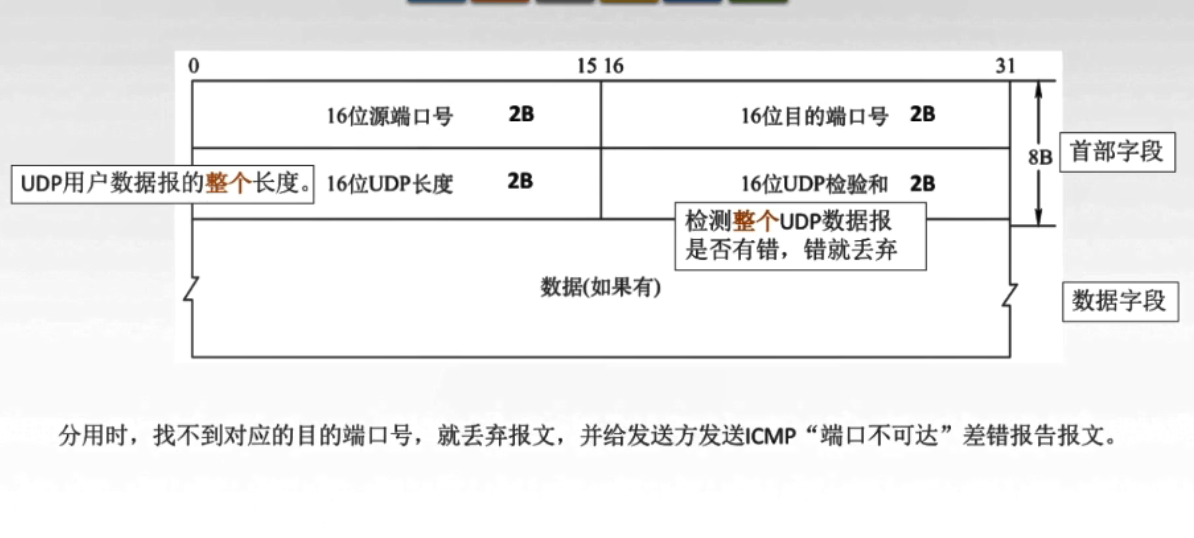 0 15 16 31
16位源端口号 2B 16位目的端口号 2B
8B 首部字段
UDP用户数据报的整个长度。 16位UDP长度 2B 16位UDP检验和 2B
检测整个UDP数据报
是否有错，错就丢弃
数据(如果有)
数据字段
分用时，找不到对应的目的端口号，就丢弃报文，并给发送方发送ICMP“端口不可达”差错报告报文。